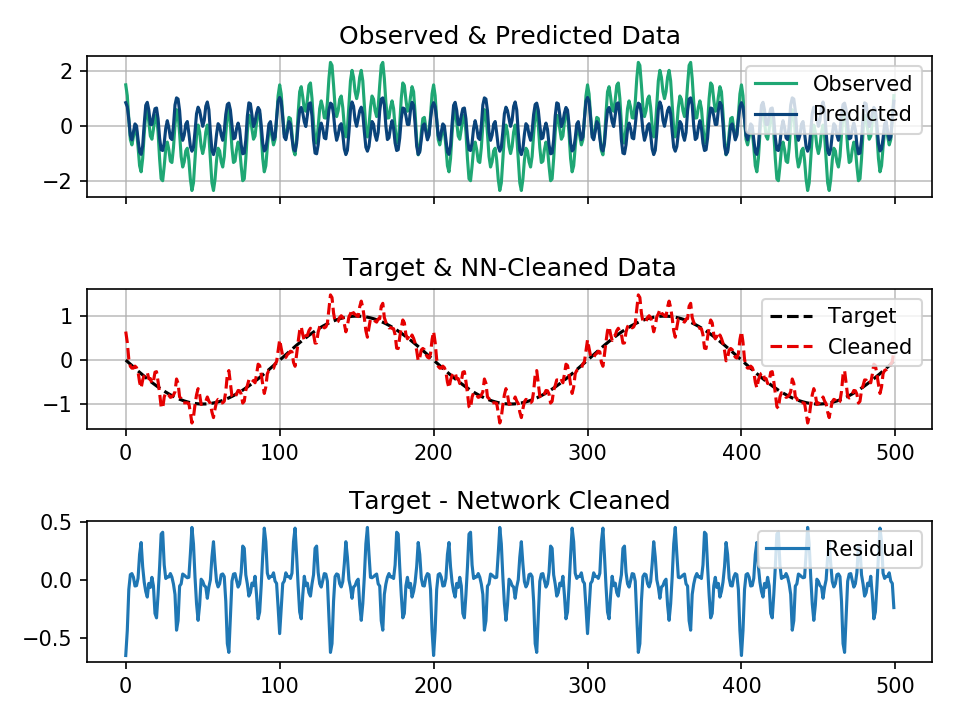 Observed & Predicted Data
2
0
−2
Observed
Predicted
Target & NN-Cleaned Data
1
0
−1
Target
Cleaned
0 100 200 300 400 500
Target - Network Cleaned
0.5
0.0
−0.5
Residual
0 100 200 300 400 500